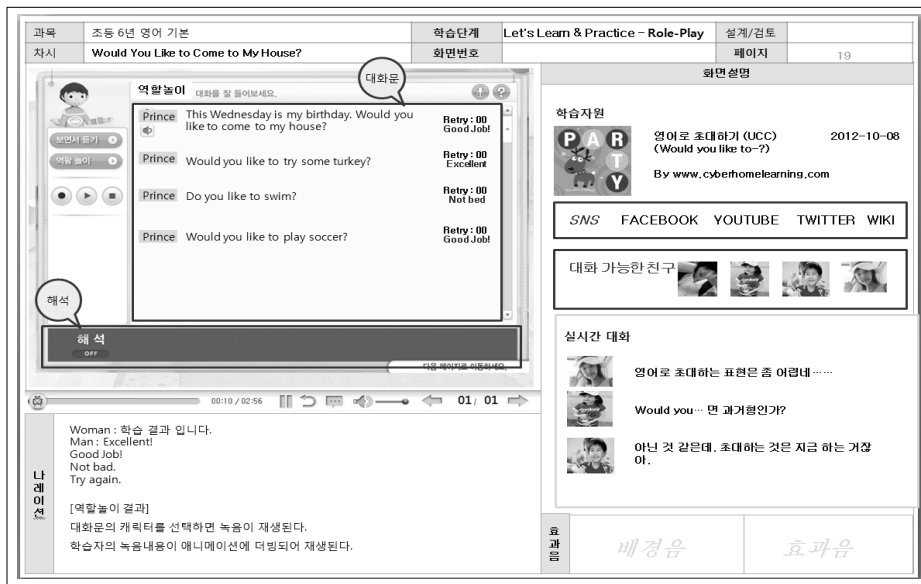 과목 초등 6년 영어 기본 학습단계 Let's Learn & Practice – Role-Play 설계/검토
차시 Would You Like to Come to My House? 화면번호 페이지 19
화면설명
대화문
역할놀이 대화를 잘 들어보세요.
보면서 듣기
역할 놀이
Prince This Wednesday is my birthday. Would you
like to come to my house?
Retry : 00
Good Job!
Prince Would you like to try some turkey?
Retry : 00
Excellent
Prince Do you like to swim?
Retry : 00
Not bed
Prince Would you like to play soccer?
Retry : 00
Good Job!
해석
해 석
OFF
다음 페이지로 이동하세요.
00:10 / 02:56
01 / 01
나레이션
Woman : 학습 결과 입니다.
Man : Excellent!
Good Job!
Not bad.
Try again.
[역할놀이 결과]
대화문의 캐릭터를 선택하면 녹음이 재생된다.
학습자의 녹음내용이 애니메이션에 더빙되어 재생된다.
학습자원
PARTY
영어로 초대하기 (UCC) 2012-10-08
(Would you like to~?)
By www.cyberhomelearning.com
SNS FACEBOOK YOUTUBE TWITTER WIKI
대화 가능한 친구
실시간 대화
영어로 초대하는 표현은 좀 어렵네……
Would you… 면 과거형인가?
아닌 것 같은데. 초대하는 것은 지금 하는 거잖
아.
효과음
배경음
효과음